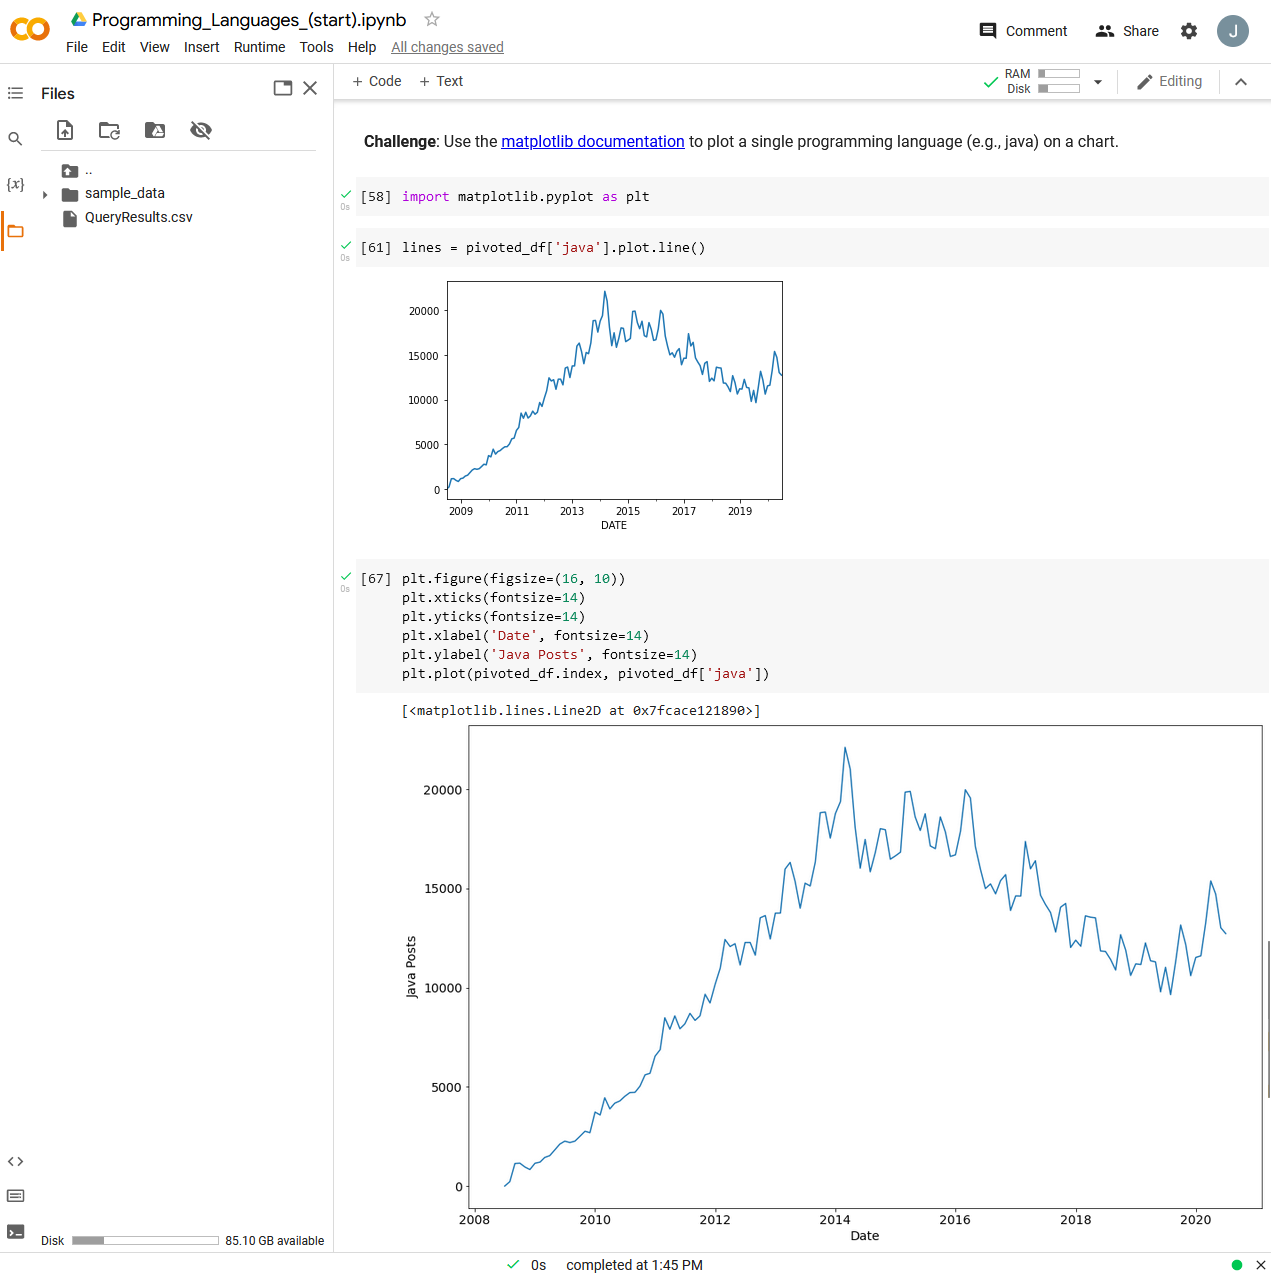 Programming_Languages_(start).ipynb
File Edit View Insert Runtime Tools Help All changes saved
Comment Share J
Files
+ Code + Text
RAM
Disk
Editing
..
sample_data
QueryResults.csv
{x}
Challenge: Use the matplotlib documentation to plot a single programming language (e.g., java) on a chart.
0s
[58] import matplotlib.pyplot as plt
0s
[61] lines = pivoted_df['java'].plot.line()
20000
15000
10000
5000
0
2009 2011 2013 2015 2017 2019
DATE
0s
[67] plt.figure(figsize=(16, 10))
plt.xticks(fontsize=14)
plt.yticks(fontsize=14)
plt.xlabel('Date', fontsize=14)
plt.ylabel('Java Posts', fontsize=14)
plt.plot(pivoted_df.index, pivoted_df['java'])
[<matplotlib.lines.Line2D at 0x7fcace121890>]
20000
15000
10000
5000
0
Java Posts
2008 2010 2012 2014 2016 2018 2020
Date
Disk 85.10 GB available
0s completed at 1:45 PM